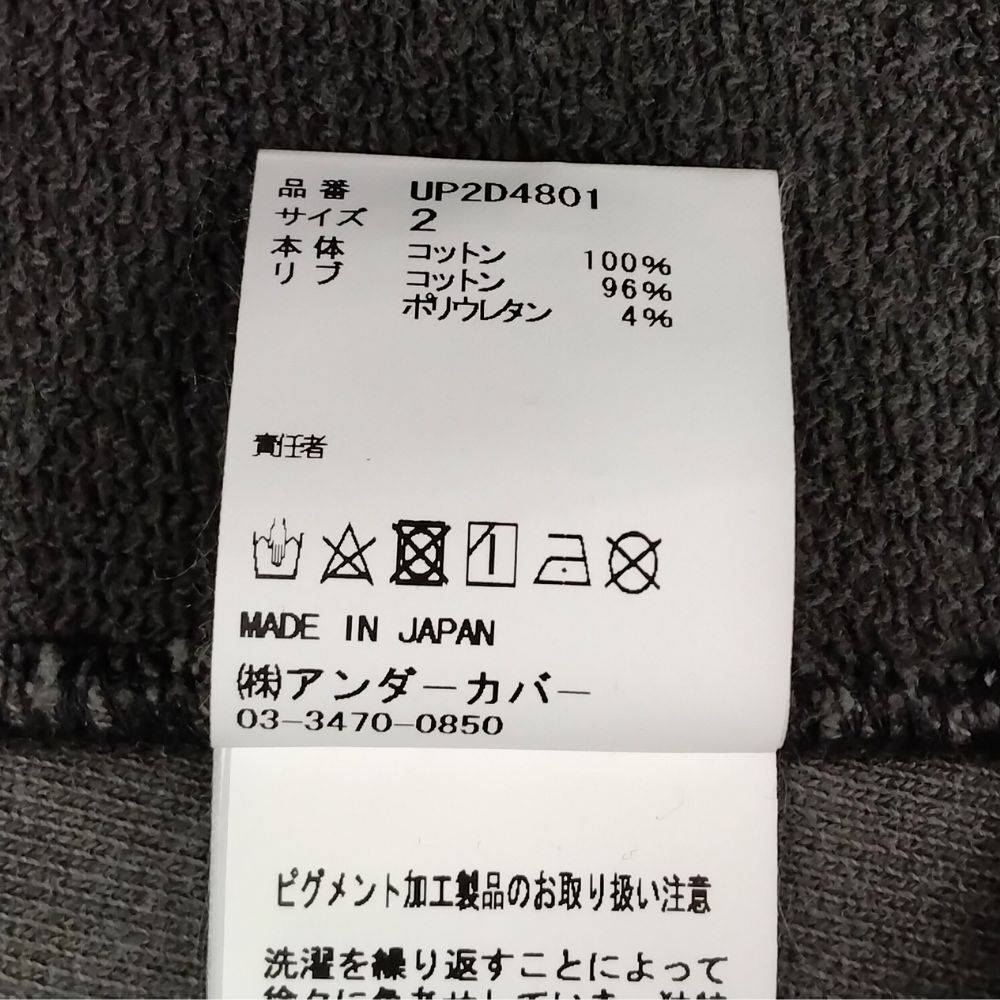 品番 UP2D4801
サイズ 2
本体 コットン 100%
リブ コットン 96%
ポリウレタン 4%
責任者
MADE IN JAPAN
(株)アンダーカバー
03-3470-0850
ピグメント加工製品のお取り扱い注意
洗濯を繰り返すことによって